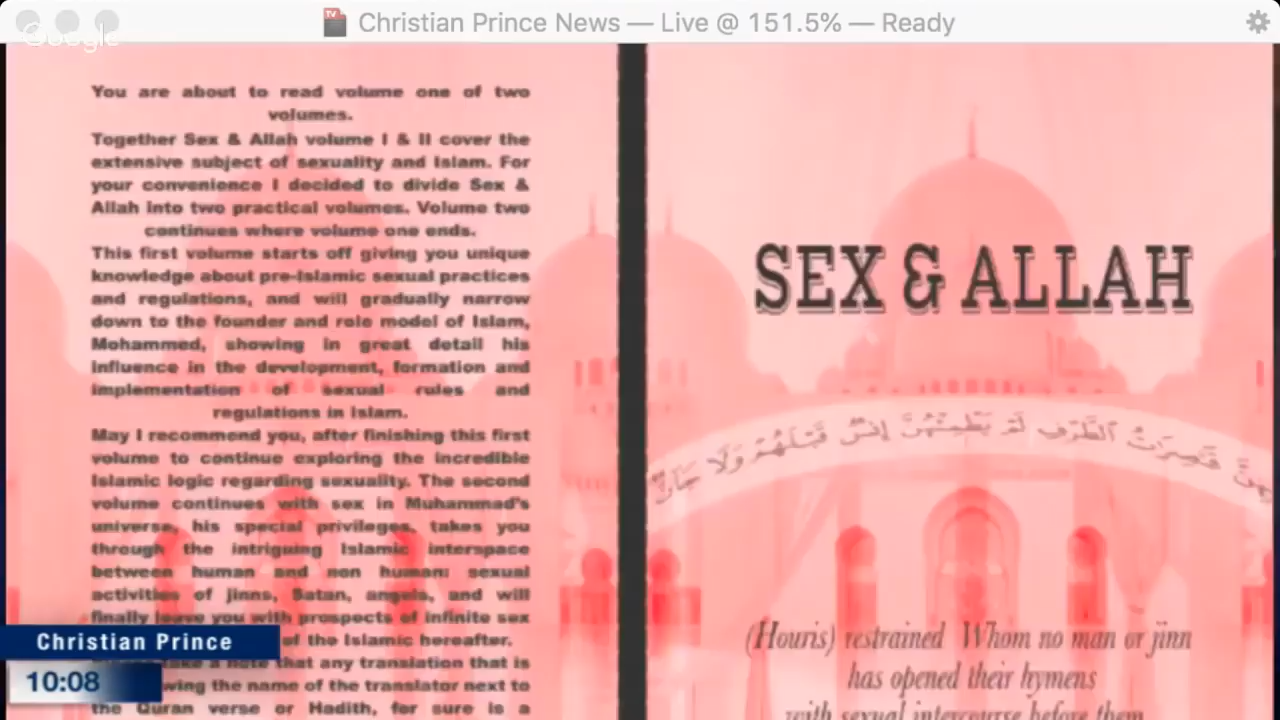 Christian Prince News — Live @ 151.5% — Ready
Google
You are about to read volume one of two
volumes.
Together Sex & Allah volume I & II cover the
extensive subject of sexuality and Islam. For
your convenience I decided to divide Sex &
Allah into two practical volumes. Volume two
continues where volume one ends.
This first volume starts off giving you unique
knowledge about pre-Islamic sexual practices
and regulations, and will gradually narrow
down to the founder and role model of Islam,
Mohammed, showing in great detail his
influence in the development, formation and
implementation of sexual rules and
regulations in Islam.
May I recommend you, after finishing this first
volume to continue exploring the incredible
Islamic logic regarding sexuality. The second
volume continues with sex in Muhammad's
universe, his special privileges, takes you
through the intriguing Islamic interspace
between human and non human: sexual
activities of jinns, Satan, angels, and will
finally leave you with prospects of infinite sex
of the Islamic hereafter.
a note that any translation that is
the name of the translator next to
the Quran verse or Hadith, for sure is a
Christian Prince
10:08
SEX & ALLAH
قَٰصِرَٰتُ ٱلطَّرْفِ لَمْ يَطْمِثْهُنَّ إِنسٌ قَبْلَهُمْ وَلَا جَآنٌّ
(Houris) restrained Whom no man or jinn
has opened their hymens
with sexual intercourse before them